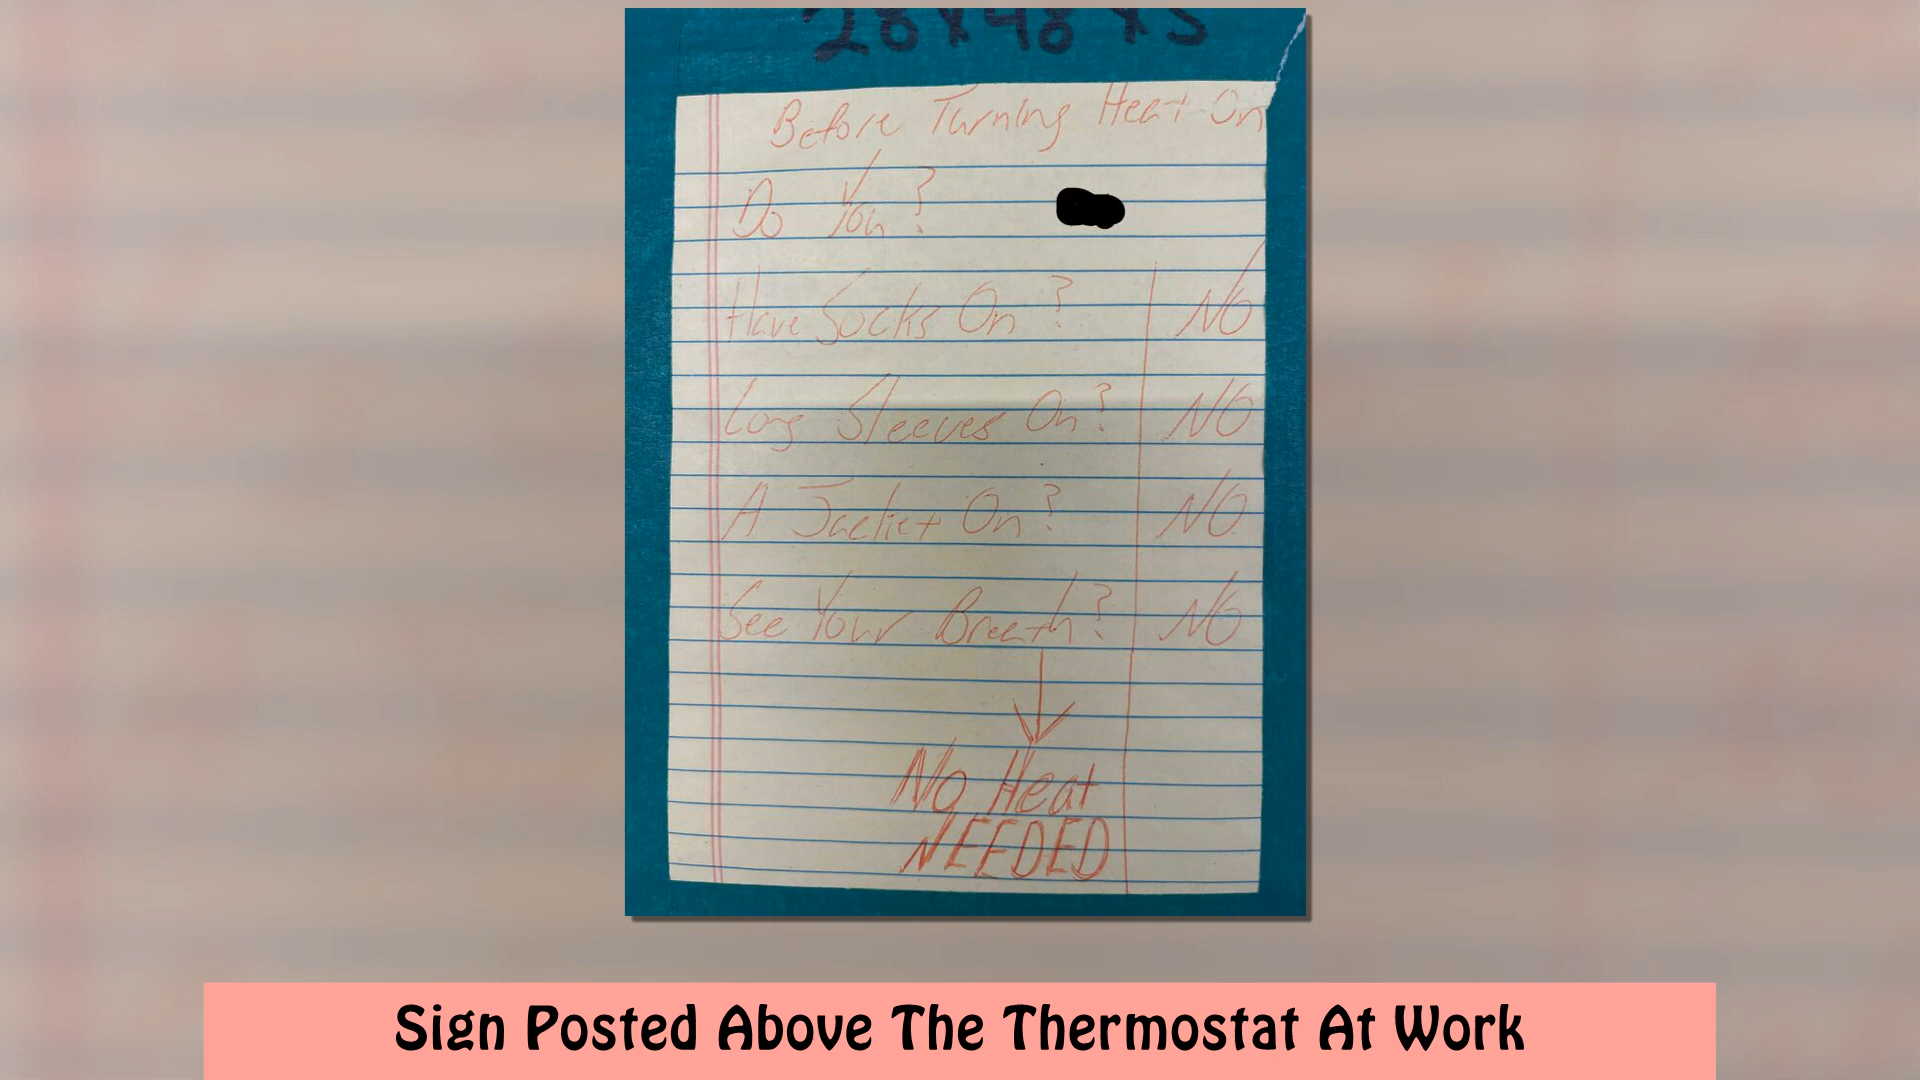 28x48x5
Before Turning Heat On
Do You?
Have Socks On? NO
Long Sleeves On? NO
A Jacket On? NO
See Your Breath? NO
No Heat
NEEDED
Sign Posted Above The Thermostat At Work